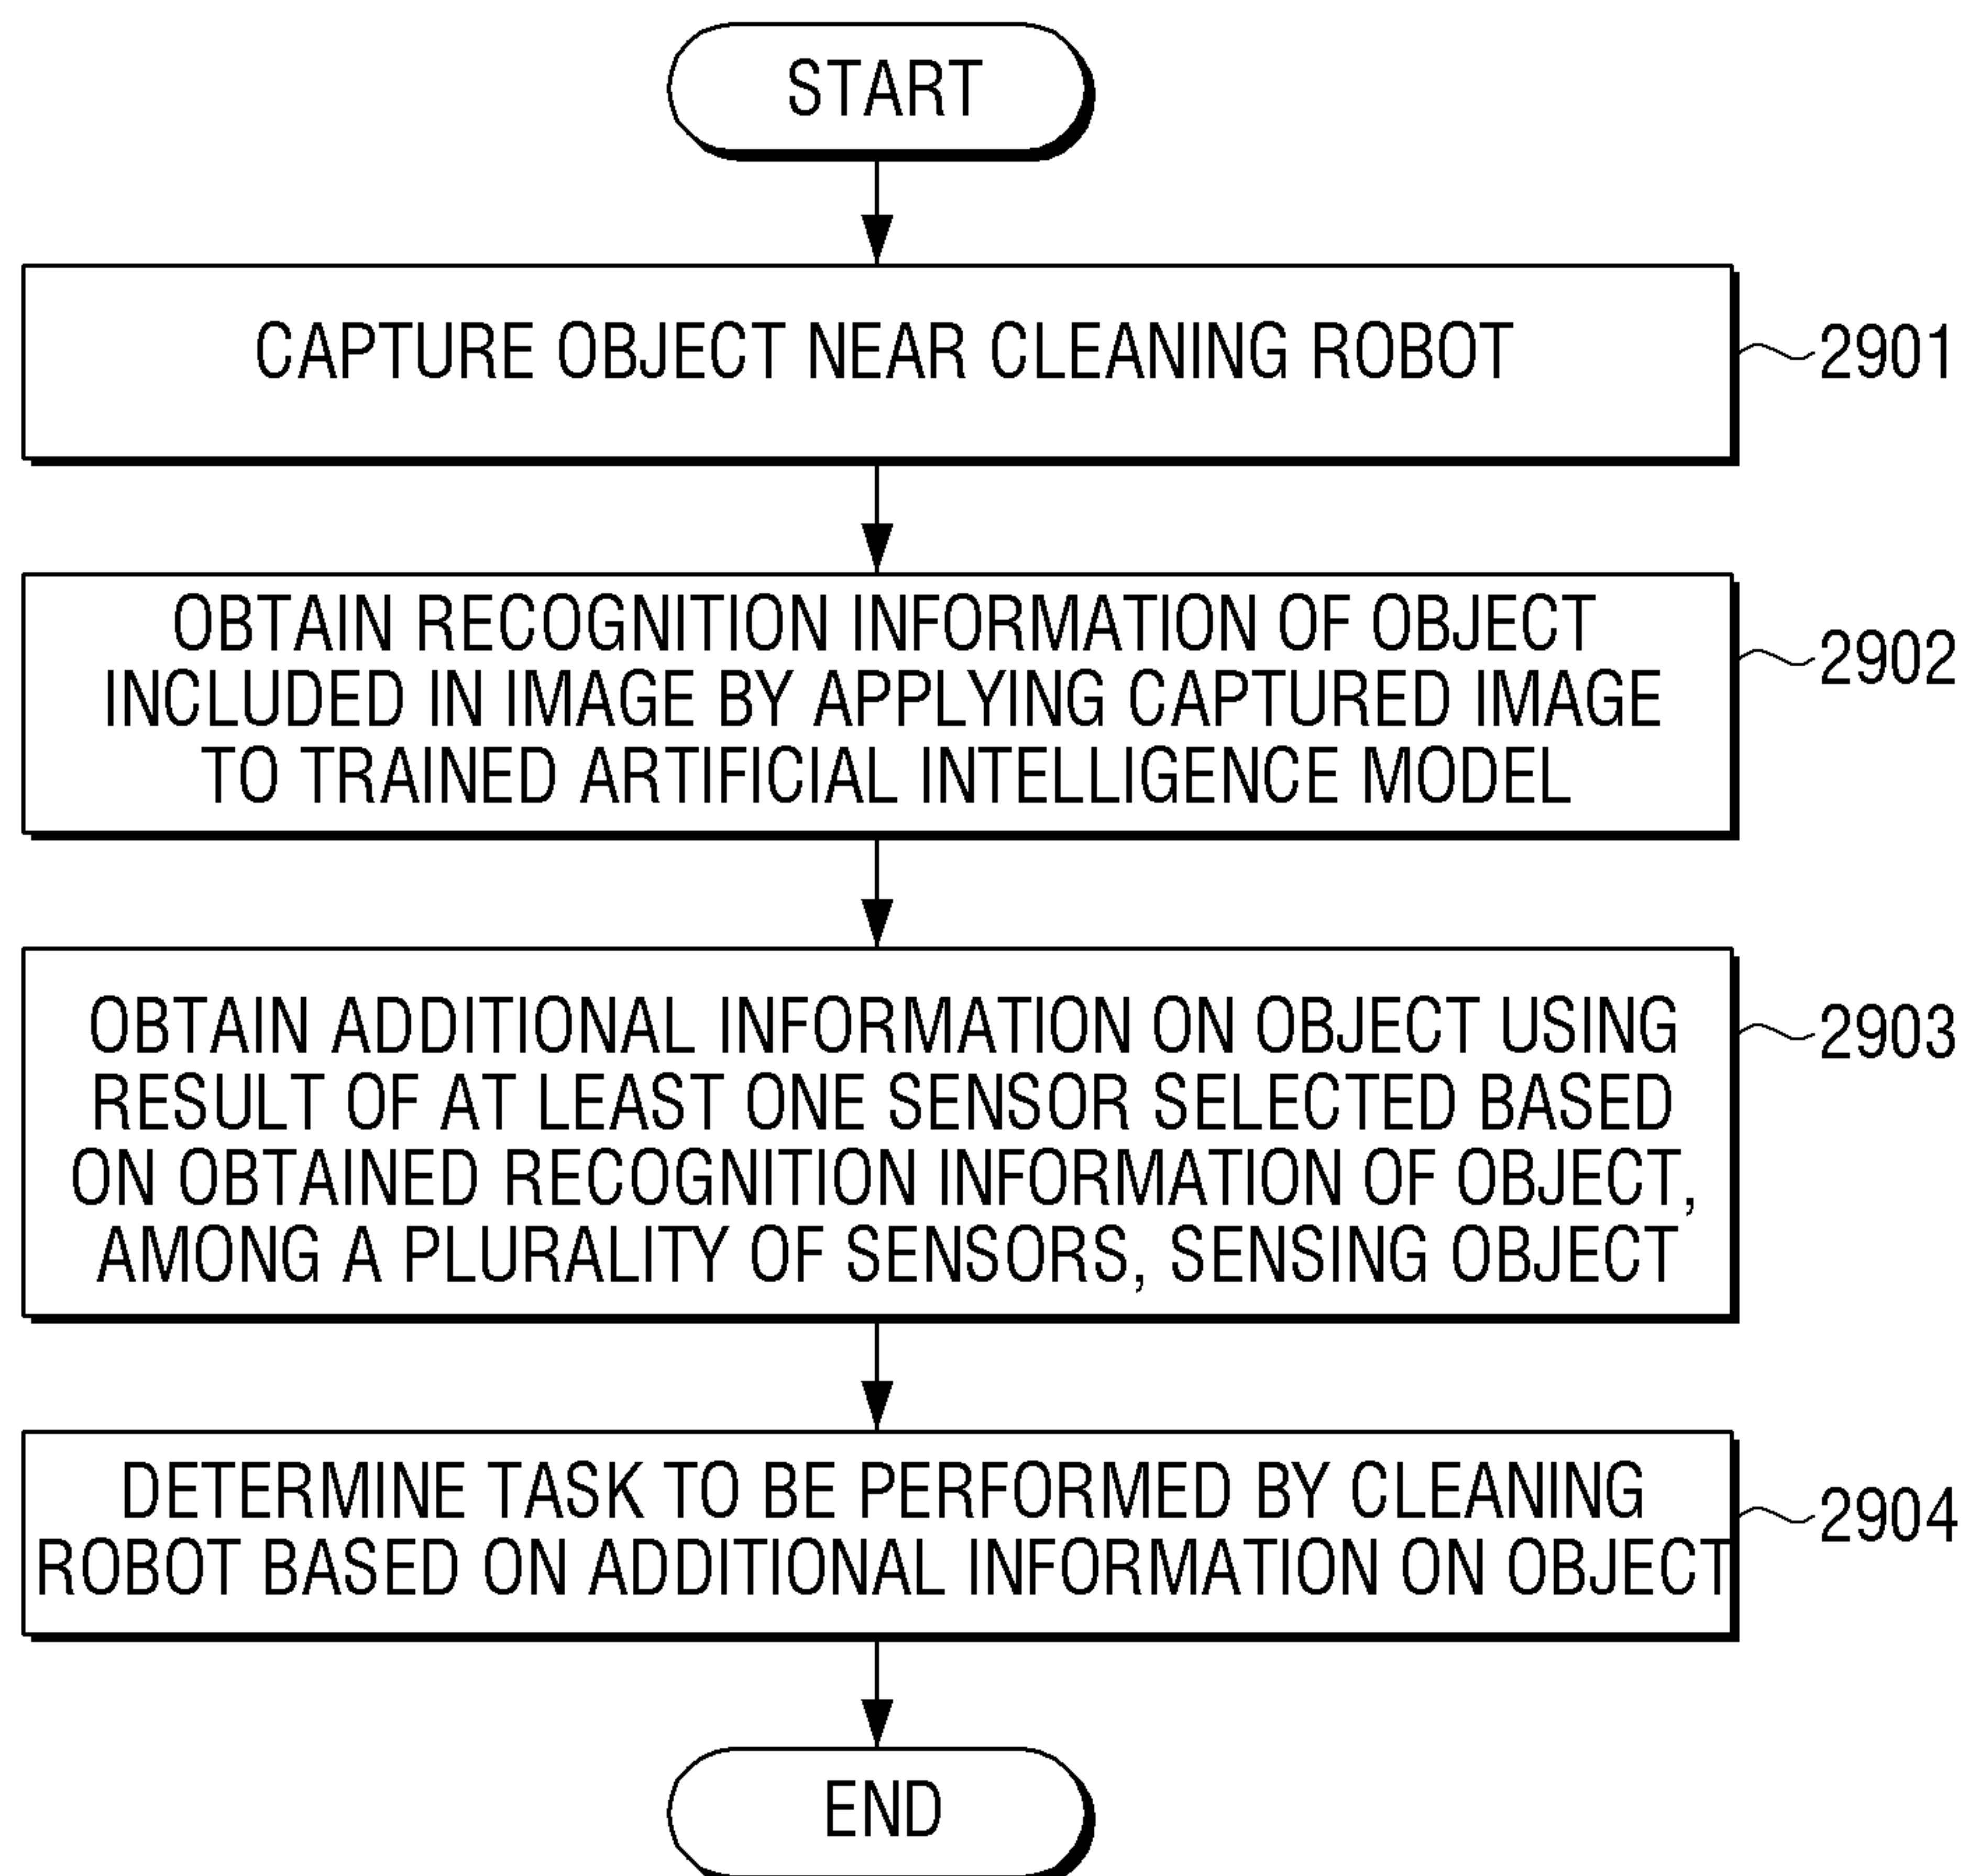 START
CAPTURE OBJECT NEAR CLEANING ROBOT
2901
OBTAIN RECOGNITION INFORMATION OF OBJECT
INCLUDED IN IMAGE BY APPLYING CAPTURED IMAGE
TO TRAINED ARTIFICIAL INTELLIGENCE MODEL
2902
OBTAIN ADDITIONAL INFORMATION ON OBJECT USING
RESULT OF AT LEAST ONE SENSOR SELECTED BASED
ON OBTAINED RECOGNITION INFORMATION OF OBJECT,
AMONG A PLURALITY OF SENSORS, SENSING OBJECT
2903
DETERMINE TASK TO BE PERFORMED BY CLEANING
ROBOT BASED ON ADDITIONAL INFORMATION ON OBJECT
2904
END